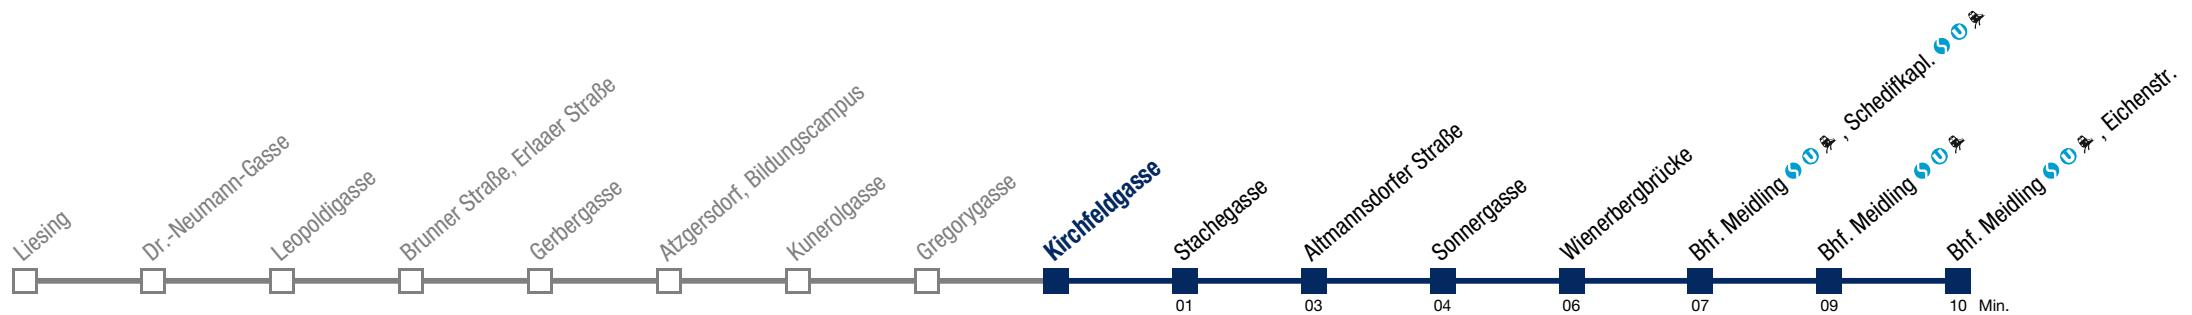 Liesing
Dr.-Neumann-Gasse
Leopoldigasse
Brunner Straße, Erlaaer Straße
Gerbergasse
Atzgersdorf, Bildungscampus
Kunerolgasse
Gregorygasse
Kirchfeldgasse
Stachegasse
Altmannsdorfer Straße
Sonnergasse
Wienerbergbrücke
Bhf. Meidling S U , Schedifkapl. S U
Bhf. Meidling S U
Bhf. Meidling S U , Eichenstr.
01 03 04 06 07 09 10 Min.